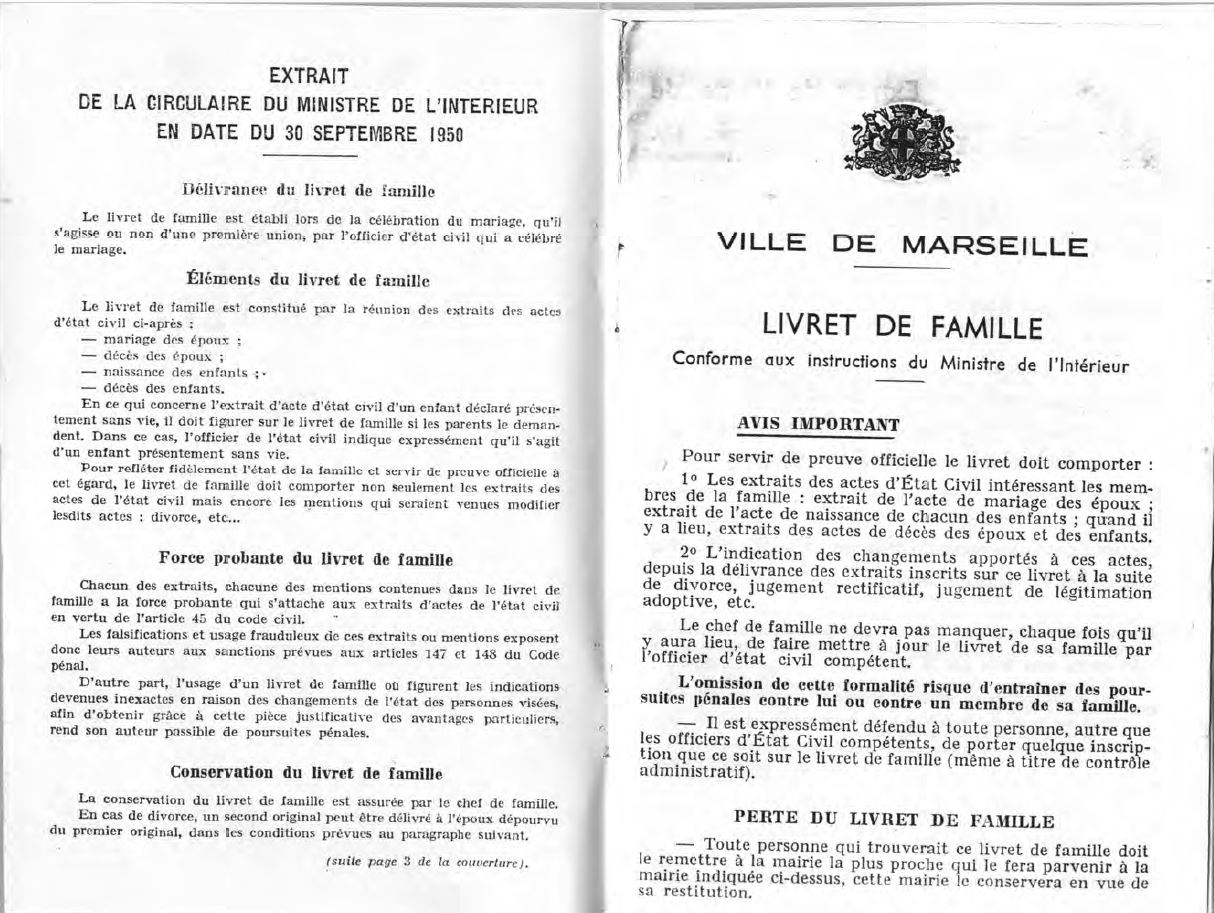 EXTRAIT
DE LA CIRCULAIRE DU MINISTRE DE L'INTERIEUR
EN DATE DU 30 SEPTEMBRE 1950
Délivrance du livret de famille
Le livret de famille est établi lors de la célébration du mariage, qu'il
s'agisse ou non d'une première union, par l'officier d'état civil qui a célébré
le mariage.
Éléments du livret de famille
Le livret de famille est constitué par la réunion des extraits des actes
d'état civil ci-après :
— mariage des époux ;
— décès des époux ;
— naissance des enfants ;
— décès des enfants.
En ce qui concerne l'extrait d'acte d'état civil d'un enfant déclaré présen-
tement sans vie, il doit figurer sur le livret de famille si les parents le deman-
dent. Dans ce cas, l'officier de l'état civil indique expressément qu'il s'agit
d'un enfant présentement sans vie.
Pour refléter fidèlement l'état de la famille et servir de preuve officielle à
cet égard, le livret de famille doit comporter non seulement les extraits des
actes de l'état civil mais encore les mentions qui seraient venues modifier
lesdits actes : divorce, etc...
Force probante du livret de famille
Chacun des extraits, chacune des mentions contenues dans le livret de
famille a la force probante qui s'attache aux extraits d'actes de l'état civil
en vertu de l'article 45 du code civil.
Les falsifications et usage frauduleux de ces extraits ou mentions exposent
donc leurs auteurs aux sanctions prévues aux articles 147 et 148 du Code
pénal.
D'autre part, l'usage d'un livret de famille où figurent les indications
devenues inexactes en raison des changements de l'état des personnes visées,
afin d'obtenir grâce à cette pièce justificative des avantages particuliers,
rend son auteur passible de poursuites pénales.
Conservation du livret de famille
La conservation du livret de famille est assurée par le chef de famille.
En cas de divorce, un second original peut être délivré à l'époux dépourvu
du premier original, dans les conditions prévues au paragraphe suivant.
(suite page 3 de la couverture).
VILLE DE MARSEILLE
LIVRET DE FAMILLE
Conforme aux instructions du Ministre de l'Intérieur
AVIS IMPORTANT
Pour servir de preuve officielle le livret doit comporter :
1º Les extraits des actes d'État Civil intéressant les mem-
bres de la famille : extrait de l'acte de mariage des époux ;
extrait de l'acte de naissance de chacun des enfants ; quand il
y a lieu, extraits des actes de décès des époux et des enfants.
2º L'indication des changements apportés à ces actes,
depuis la délivrance des extraits inscrits sur ce livret à la suite
de divorce, jugement rectificatif, jugement de légitimation
adoptive, etc.
Le chef de famille ne devra pas manquer, chaque fois qu'il
y aura lieu, de faire mettre à jour le livret de sa famille par
l'officier d'état civil compétent.
L'omission de cette formalité risque d'entraîner des pour-
suites pénales contre lui ou contre un membre de sa famille.
— Il est expressément défendu à toute personne, autre que
les officiers d'État Civil compétents, de porter quelque inscrip-
tion que ce soit sur le livret de famille (même à titre de contrôle
administratif).
PERTE DU LIVRET DE FAMILLE
— Toute personne qui trouverait ce livret de famille doit
le remettre à la mairie la plus proche qui le fera parvenir à la
mairie indiquée ci-dessus, cette mairie le conservera en vue de
sa restitution.